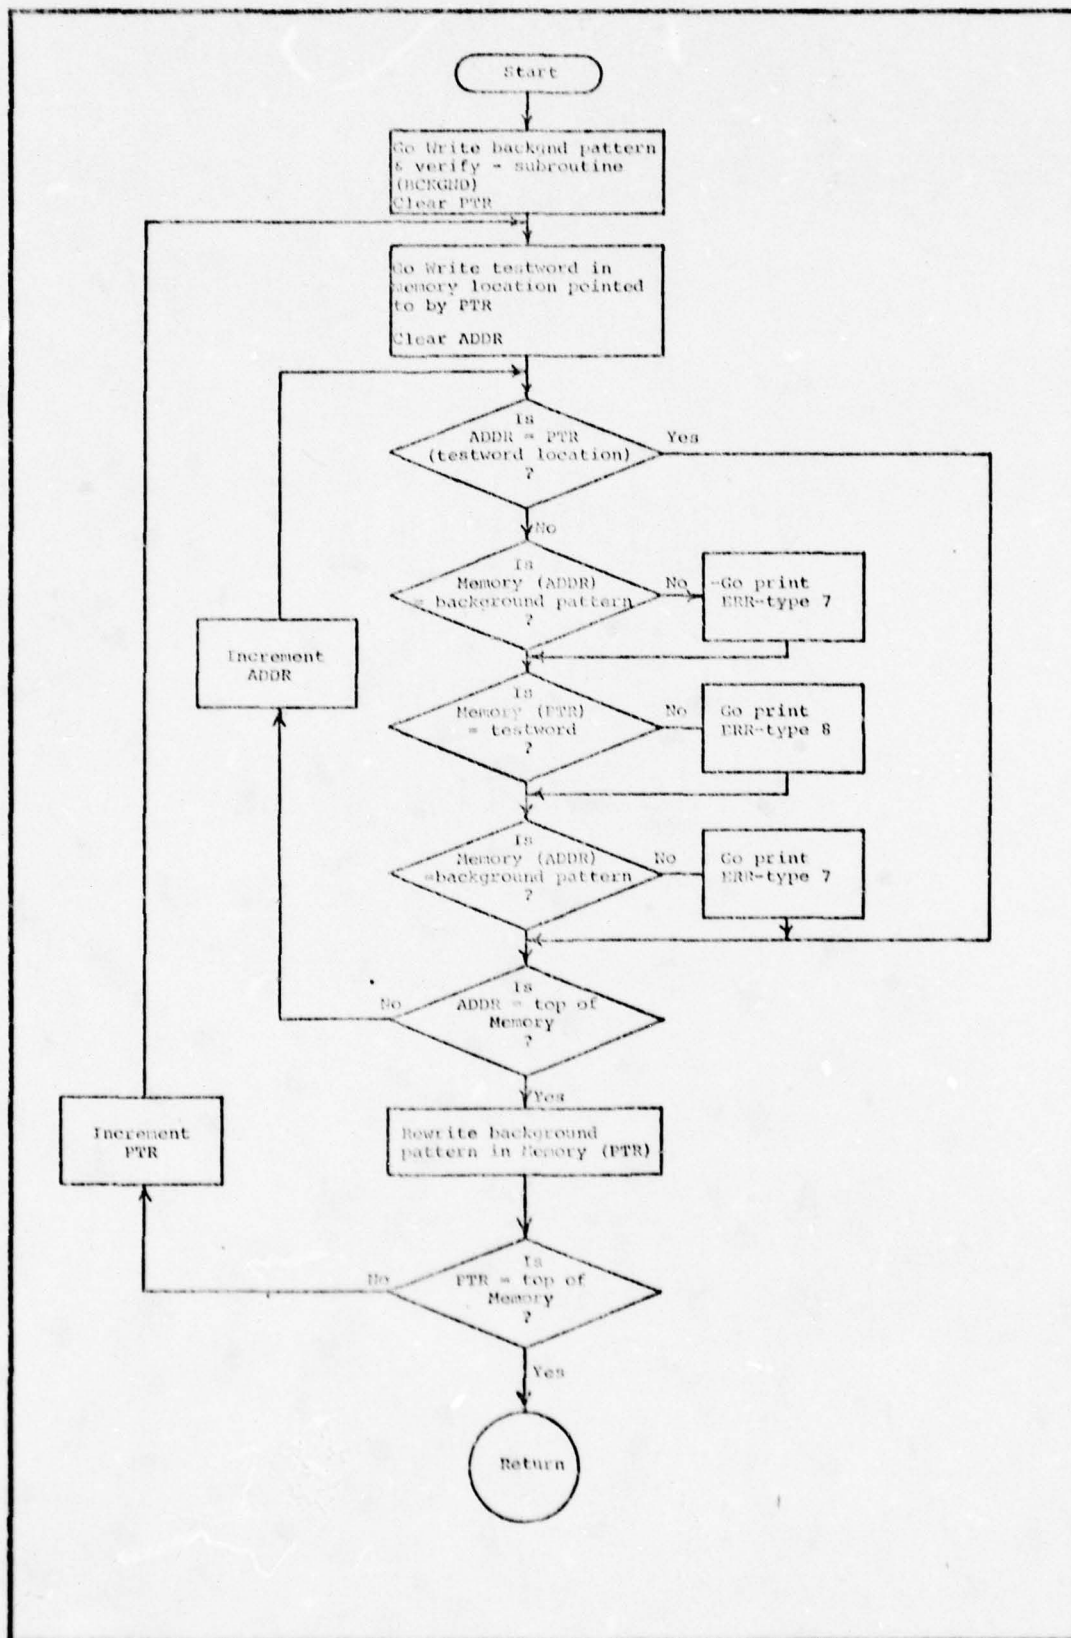 Start
Go Write backgnd pattern
& verify - subroutine
(BCKGND)
Clear PTR
Go Write testword in
Memory location pointed
to by PTR
Clear ADDR
Is
ADDR = PTR
(testword location)
?
Yes
No
Is
Memory (ADDR)
= background pattern
?
No
-Go print
ERR-type 7
Is
Memory (PTR)
= testword
?
No
Go print
ERR-type 8
Is
Memory (ADDR)
=background pattern
?
No
Go print
ERR-type 7
Increment
ADDR
Is
ADDR = top of
Memory
?
No
Yes
Rewrite background
pattern in Memory (PTR)
Increment
PTR
Is
PTR = top of
Memory
?
No
Yes
Return